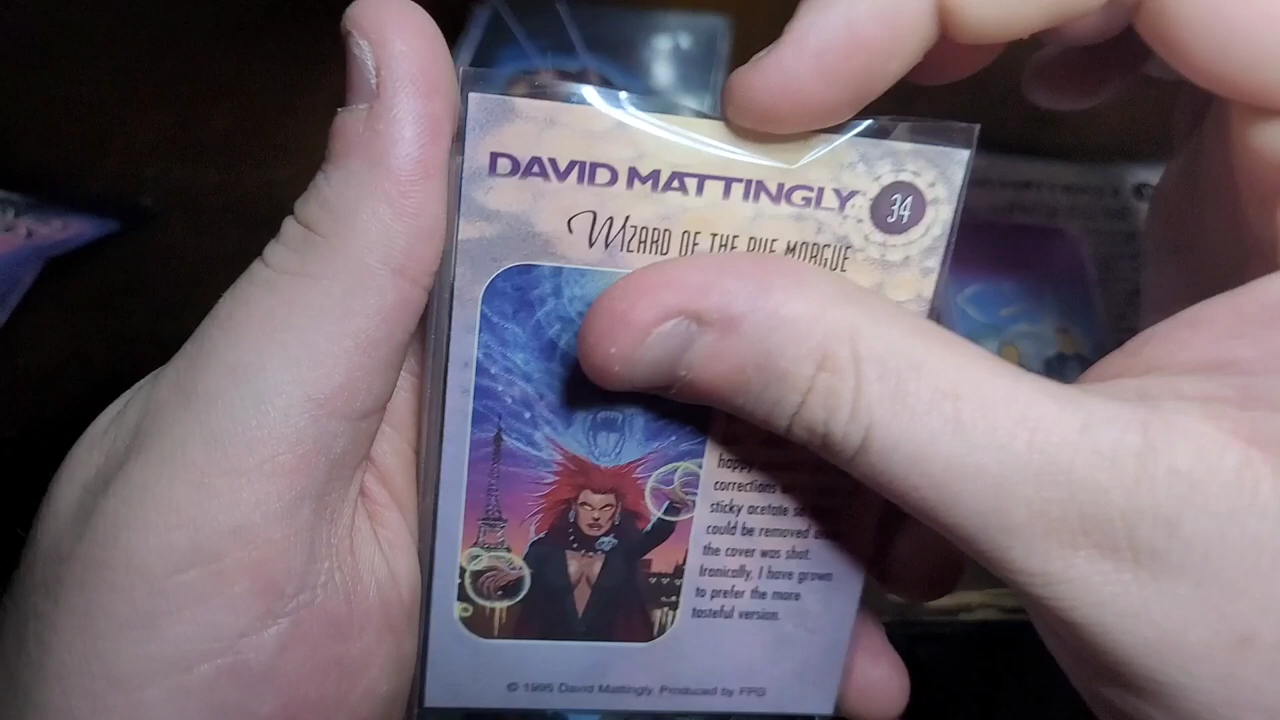 DAVID MATTINGLY 34
WIZARD OF THE RUE MORGUE
happy
corrections
sticky acetate so
could be removed
the cover was shot.
Ironically, I have grown
to prefer the more
tasteful version.
© 1995 David Mattingly. Produced by FPG